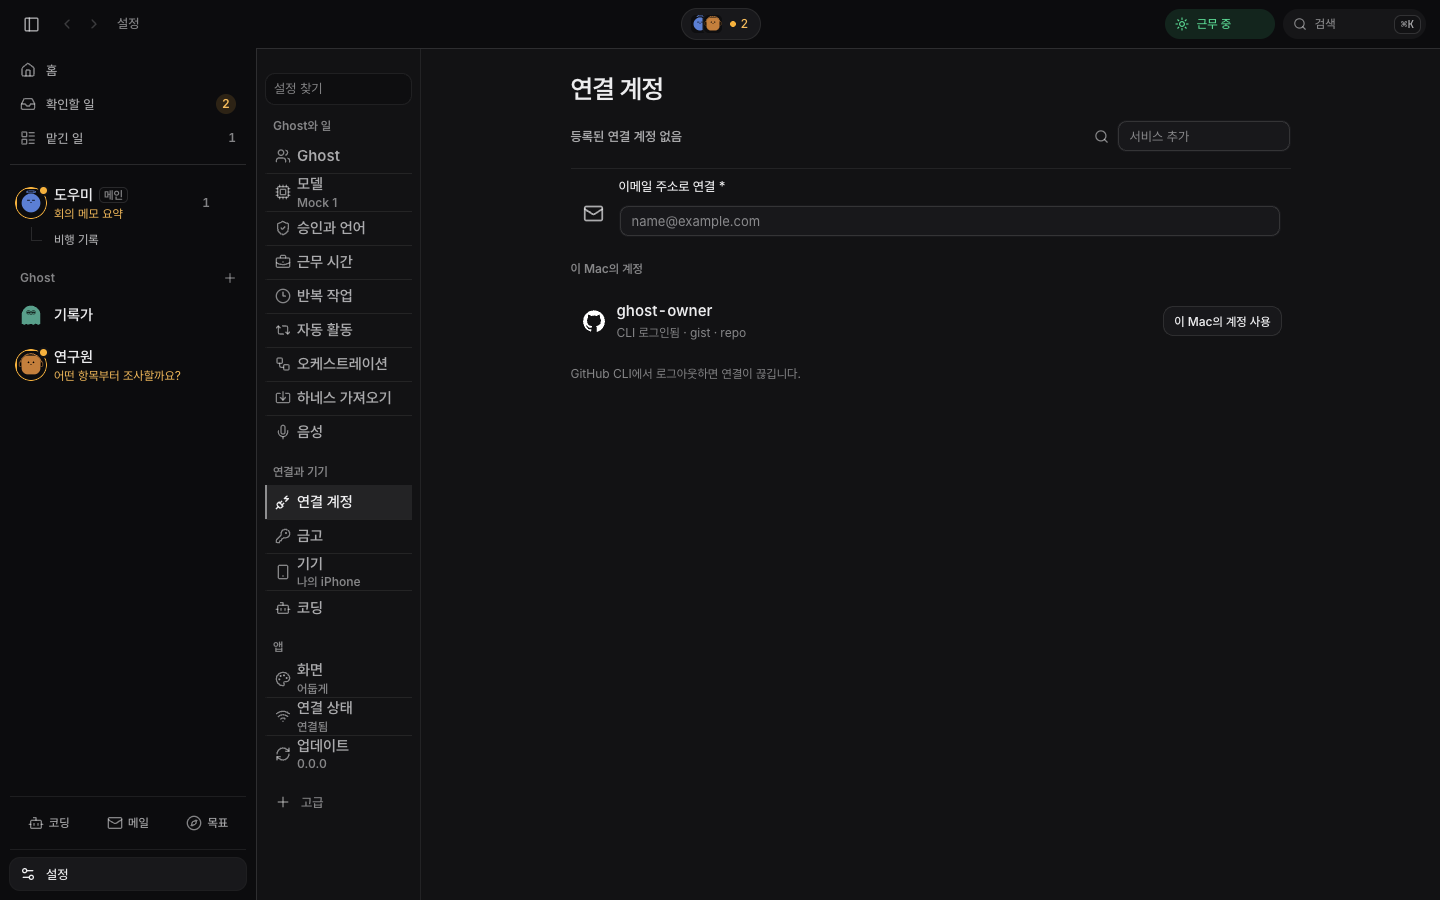 설정
2
근무 중
검색
⌘K
홈
확인할 일
2
맡긴 일
1
도우미
메인
회의 메모 요약
1
비행 기록
Ghost
기록가
연구원
어떤 항목부터 조사할까요?
코딩
메일
목표
설정
설정 찾기
Ghost와 일
Ghost
모델
Mock 1
승인과 언어
근무 시간
반복 작업
자동 활동
오케스트레이션
하네스 가져오기
음성
연결과 기기
연결 계정
금고
기기
나의 iPhone
코딩
앱
화면
어둡게
연결 상태
연결됨
업데이트
0.0.0
고급
연결 계정
등록된 연결 계정 없음
서비스 추가
이메일 주소로 연결 *
name@example.com
이 Mac의 계정
ghost-owner
CLI 로그인됨 · gist · repo
이 Mac의 계정 사용
GitHub CLI에서 로그아웃하면 연결이 끊깁니다.